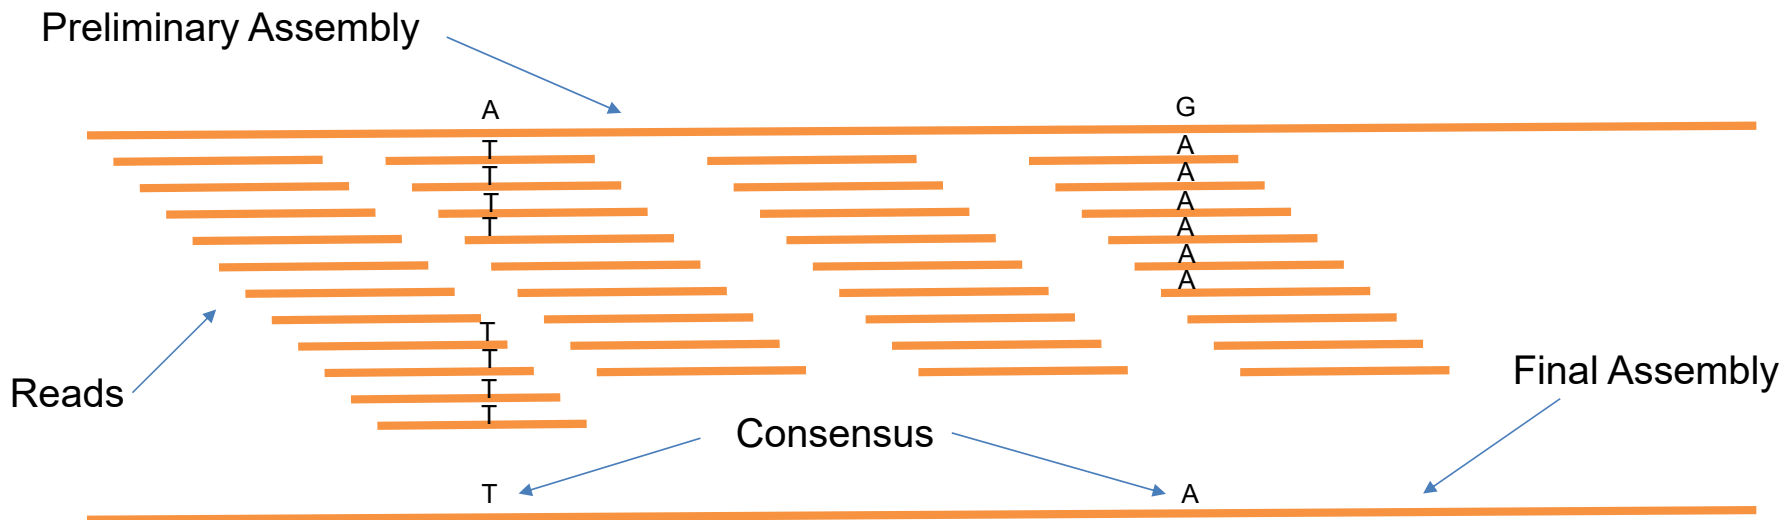 Preliminary Assembly
A
G
T
T
T
T
T
T
T
T
A
A
A
A
A
A
Reads
Final Assembly
Consensus
T
A